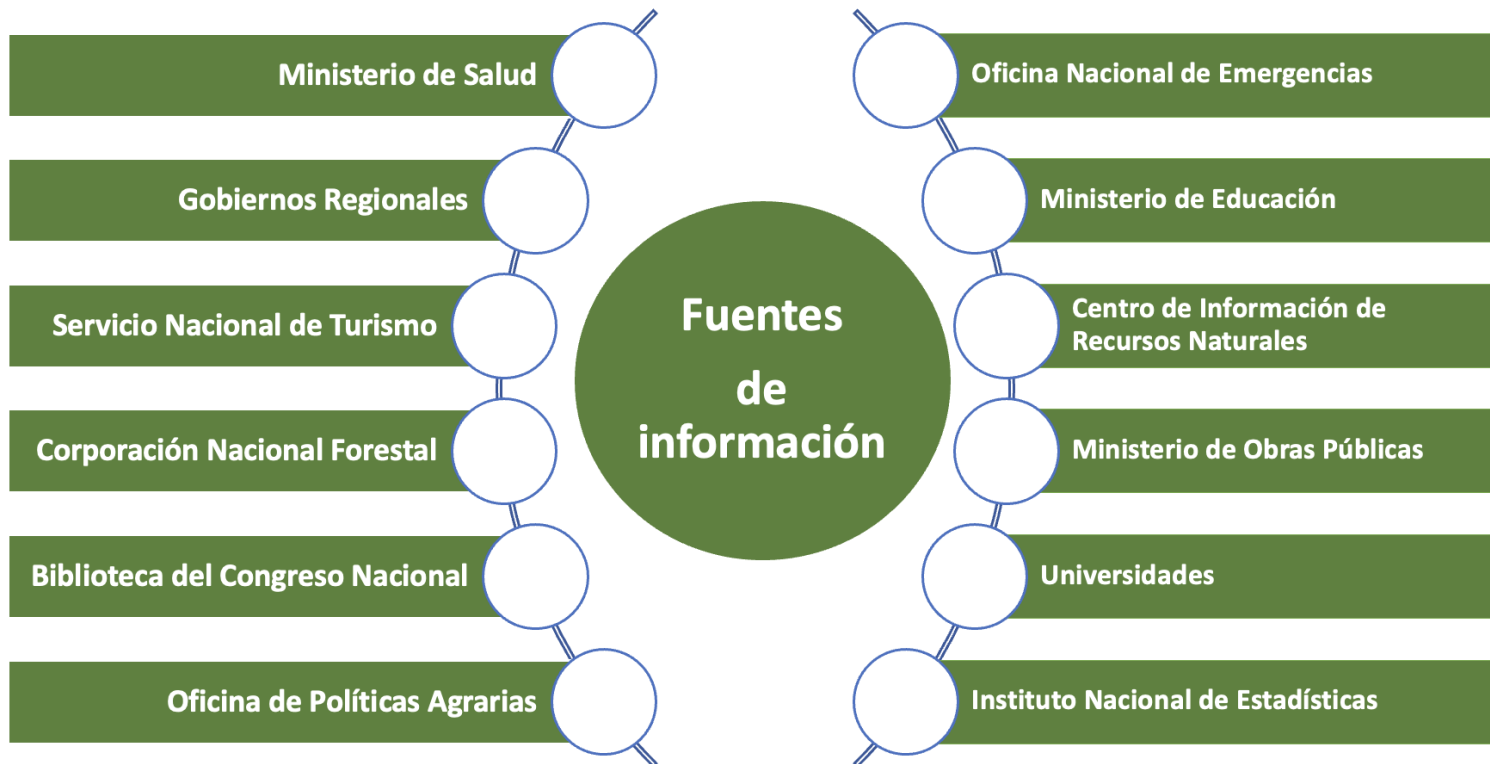 Ministerio de Salud
Gobiernos Regionales
Servicio Nacional de Turismo
Corporación Nacional Forestal
Biblioteca del Congreso Nacional
Oficina de Políticas Agrarias
Fuentes
de
información
Oficina Nacional de Emergencias
Ministerio de Educación
Centro de Información de
Recursos Naturales
Ministerio de Obras Públicas
Universidades
Instituto Nacional de Estadísticas